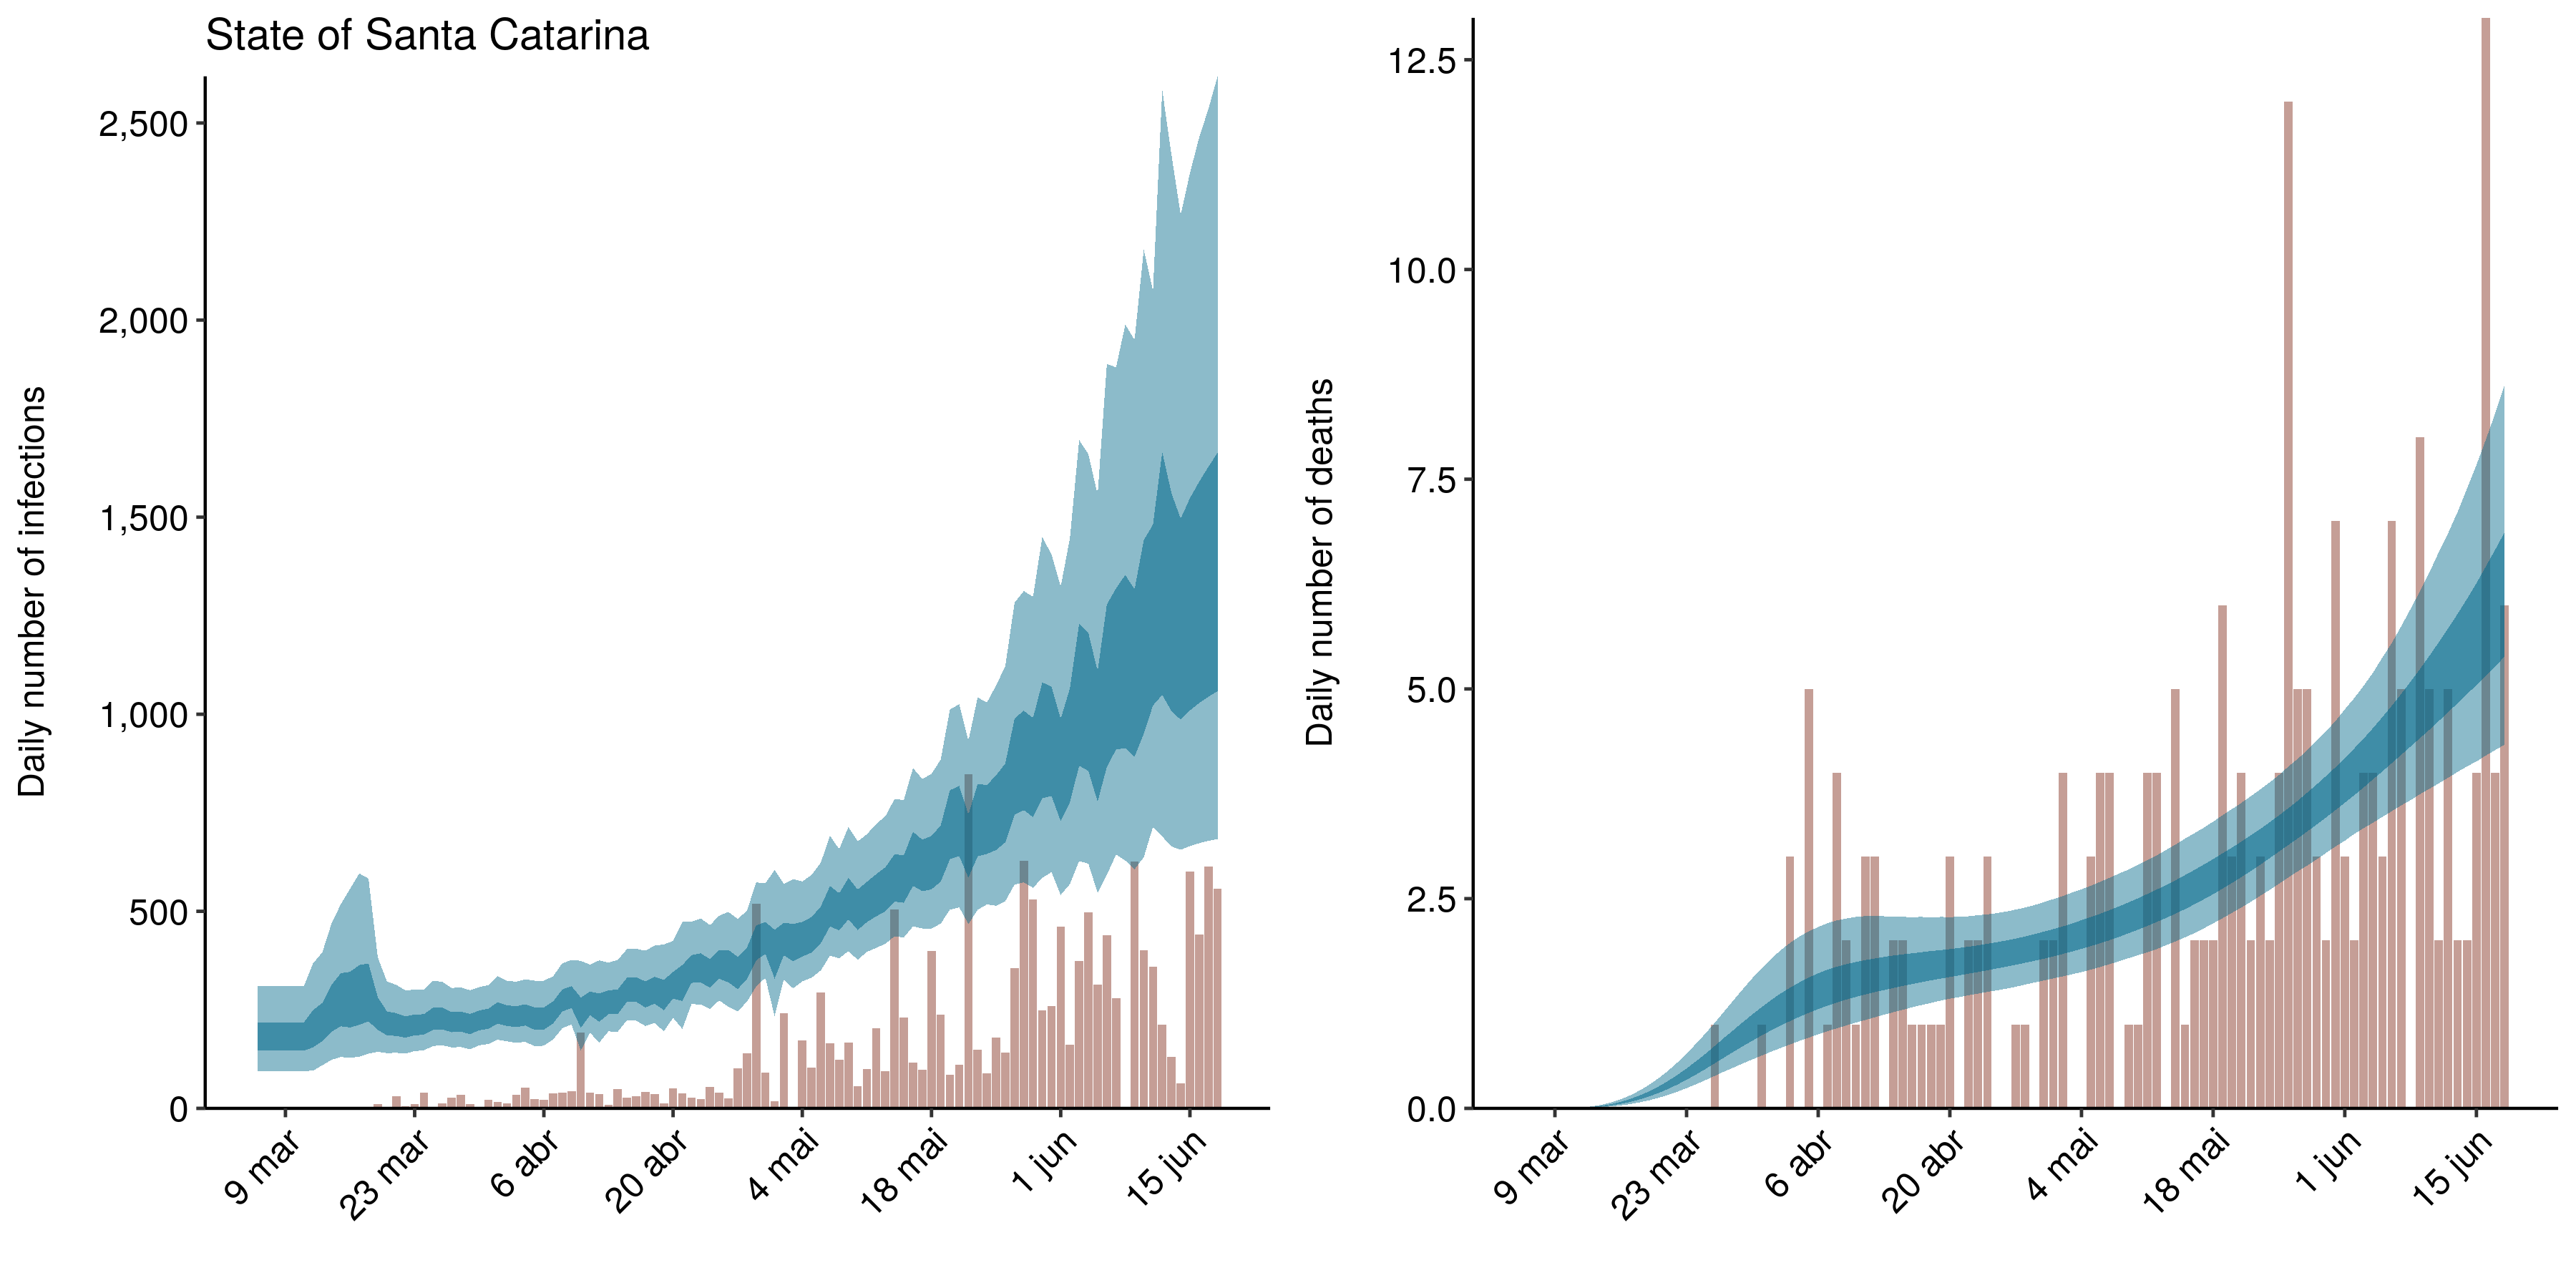 State of Santa Catarina
Daily number of infections
2,500
2,000
1,500
1,000
500
0
9 mar
23 mar
6 abr
20 abr
4 mai
18 mai
1 jun
15 jun
Daily number of deaths
12.5
10.0
7.5
5.0
2.5
0.0
9 mar
23 mar
6 abr
20 abr
4 mai
18 mai
1 jun
15 jun